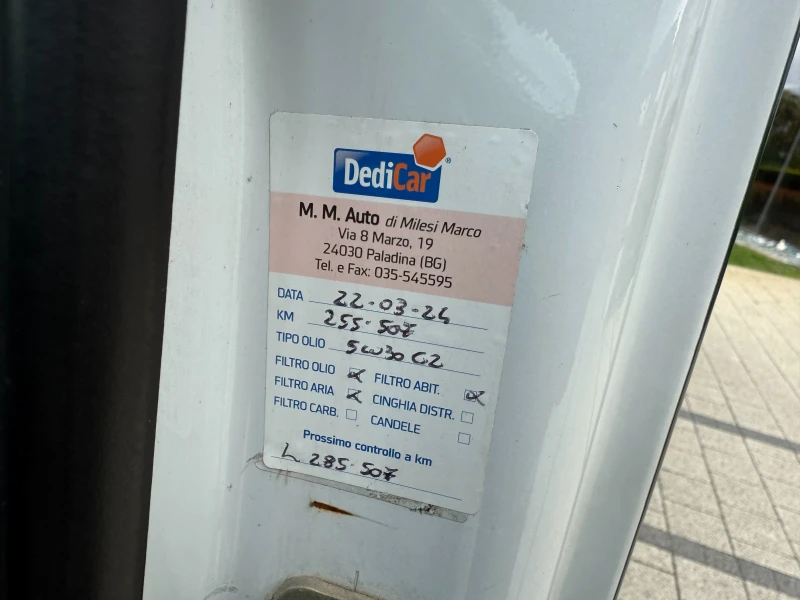 DediCar®
M. M. Auto di Milesi Marco
Via 8 Marzo, 19
24030 Paladina (BG)
Tel. e Fax: 035-545595
DATA 22-03-24
KM 255.507
TIPO OLIO 5W30 C2
FILTRO OLIO FILTRO ABIT.
FILTRO ARIA CINGHIA DISTR.
FILTRO CARB. CANDELE
Prossimo controllo a km
285.507